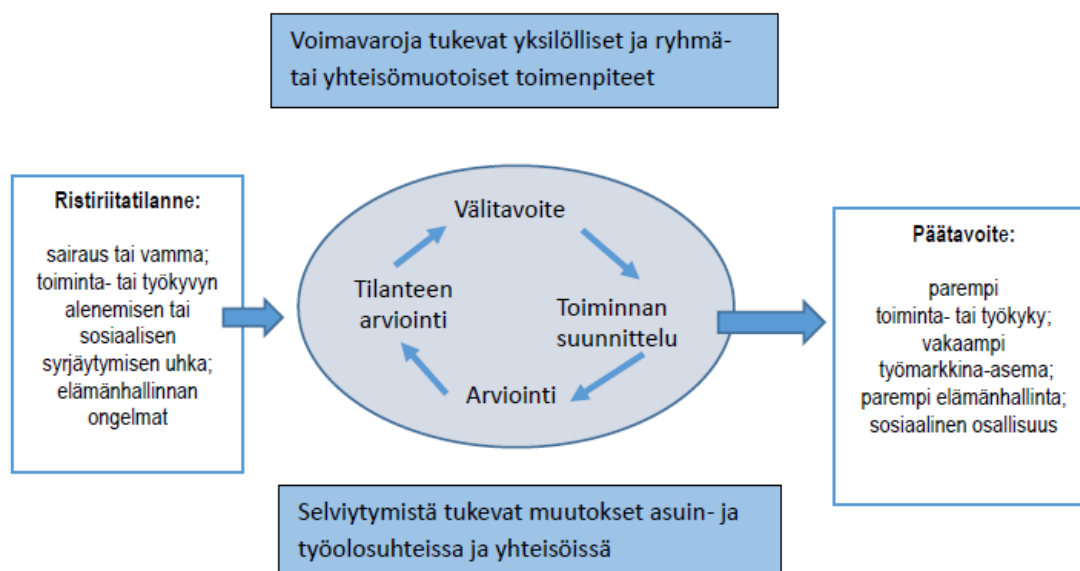 Voimavaroja tukevat yksilölliset ja ryhmä-
tai yhteisömuotoiset toimenpiteet
Ristiriitatilanne:
sairaus tai vamma;
toiminta- tai työkyvyn
alenemisen tai
sosiaalisen
syrjäytymisen uhka;
elämänhallinnan
ongelmat
Välitavoite
Tilanteen
arviointi
Toiminnan
suunnittelu
Arviointi
Päätavoite:
parempi
toiminta- tai työkyky;
vakaampi
työmarkkina-asema;
parempi elämänhallinta;
sosiaalinen osallisuus
Selviytymistä tukevat muutokset asuin- ja
työolosuhteissa ja yhteisöissä